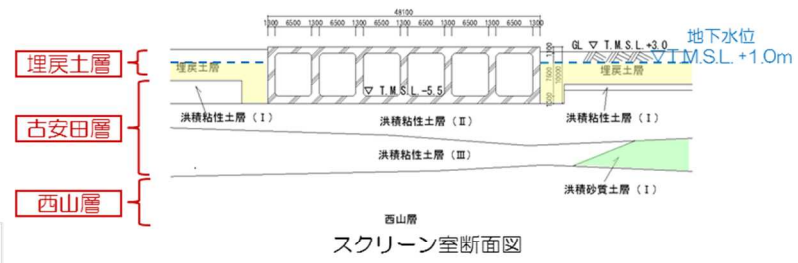 48100
1300 6500 1300 6500 1300 6500 1300 6500 1300 6500 1300 6500 1300
地下水位
GL ▽ T.M.S.L.+3.0
▽T.M.S.L. +1.0m
埋戻土層
埋戻土層
埋戻土層
▽ T.M.S.L.-5.5
洪積粘性土層(Ⅰ)
洪積粘性土層(Ⅱ)
洪積粘性土層(Ⅰ)
古安田層
洪積粘性土層(Ⅲ)
洪積砂質土層(Ⅰ)
西山層
西山層
スクリーン室断面図